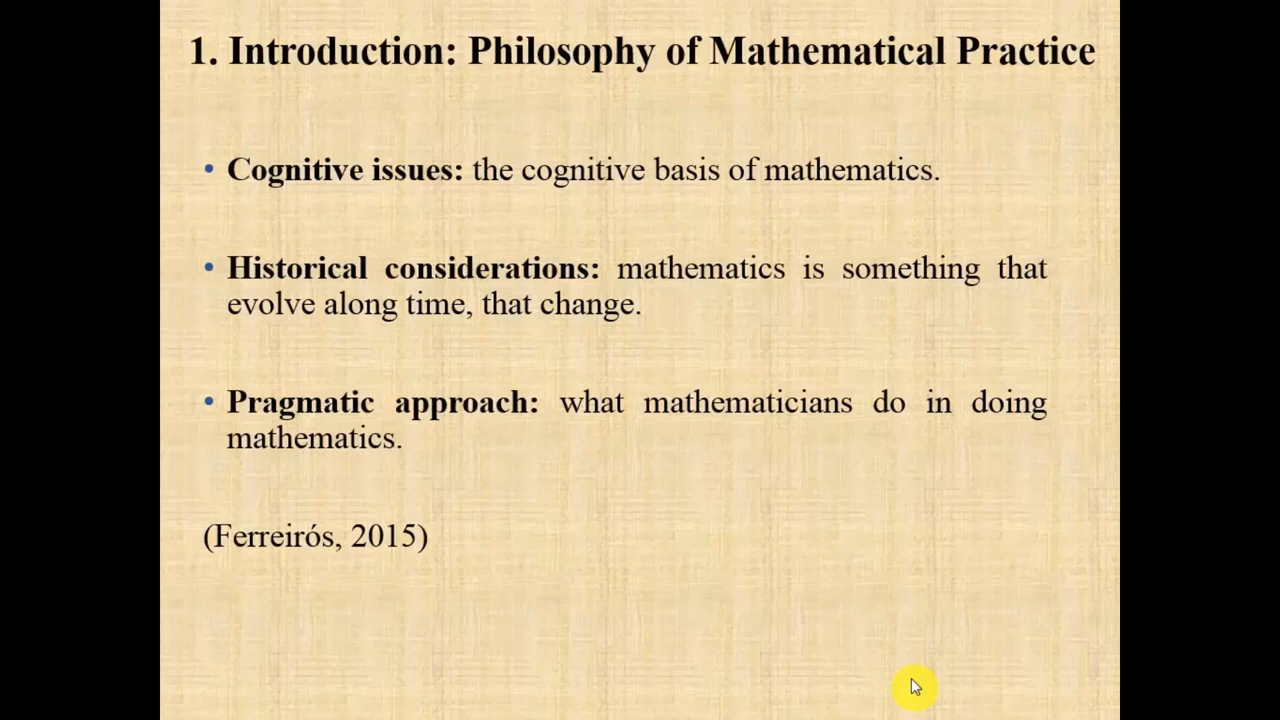 1. Introduction: Philosophy of Mathematical Practice
• Cognitive issues: the cognitive basis of mathematics.
• Historical considerations: mathematics is something that
evolve along time, that change.
• Pragmatic approach: what mathematicians do in doing
mathematics.
(Ferreirós, 2015)